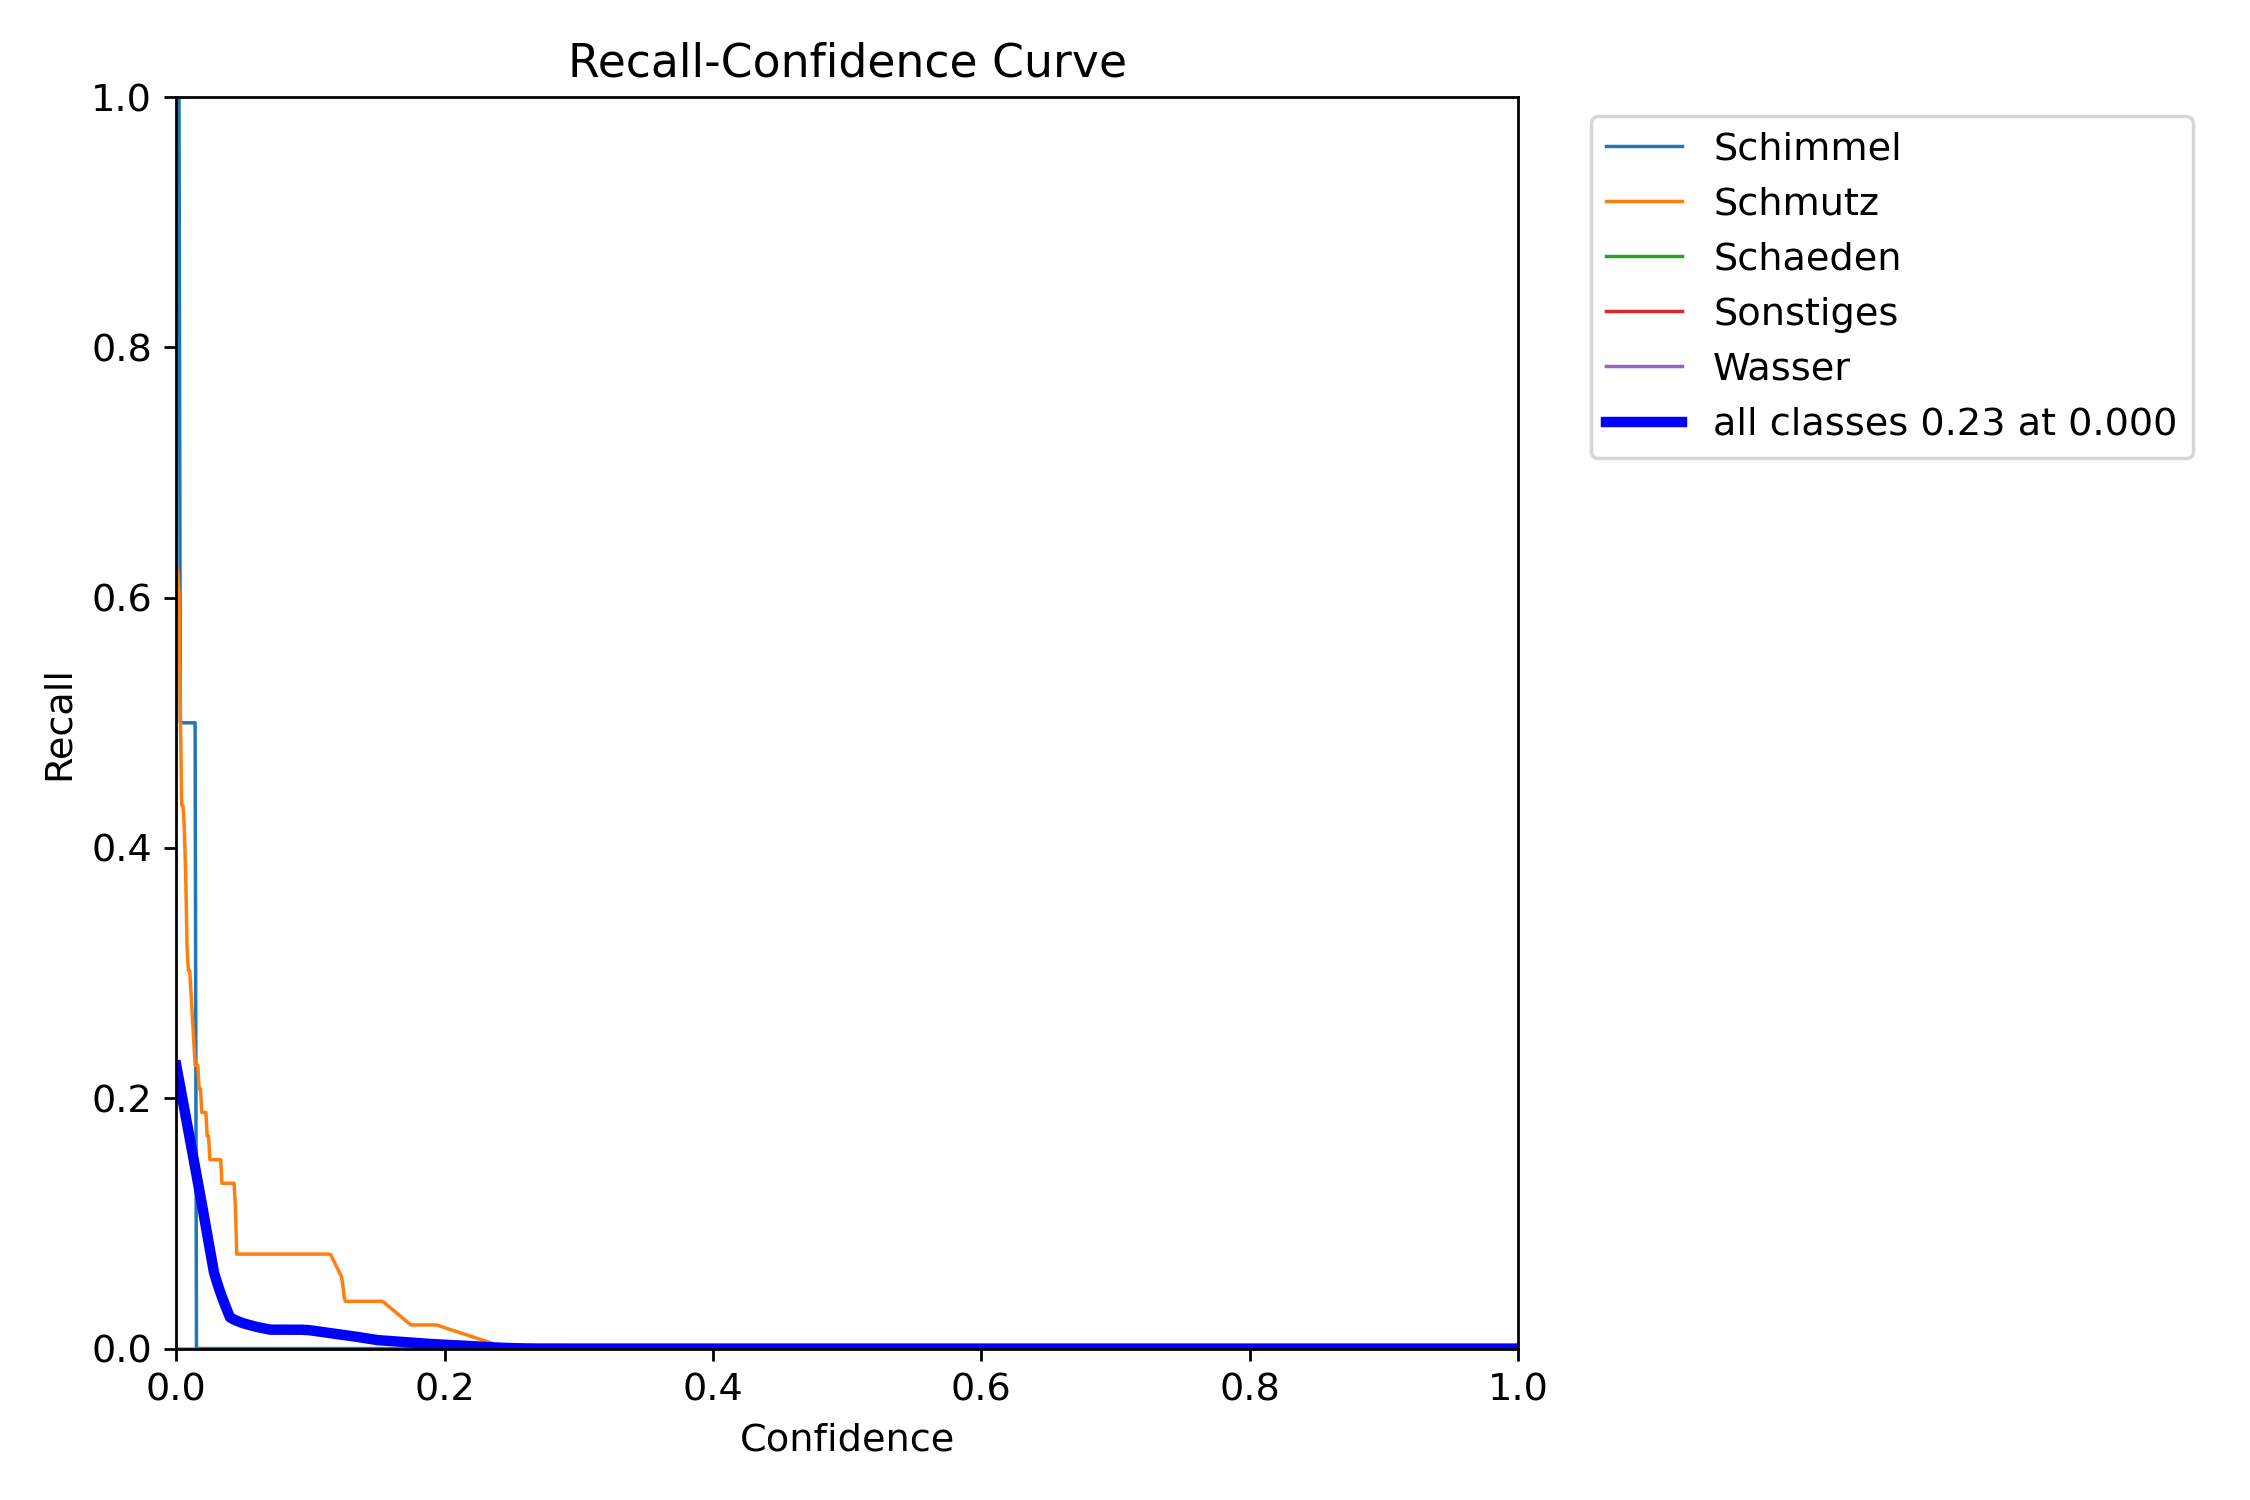 Recall-Confidence Curve
1.0
0.8
0.6
0.4
0.2
0.0
Recall
0.0 0.2 0.4 0.6 0.8 1.0
Confidence
Schimmel
Schmutz
Schaeden
Sonstiges
Wasser
all classes 0.23 at 0.000